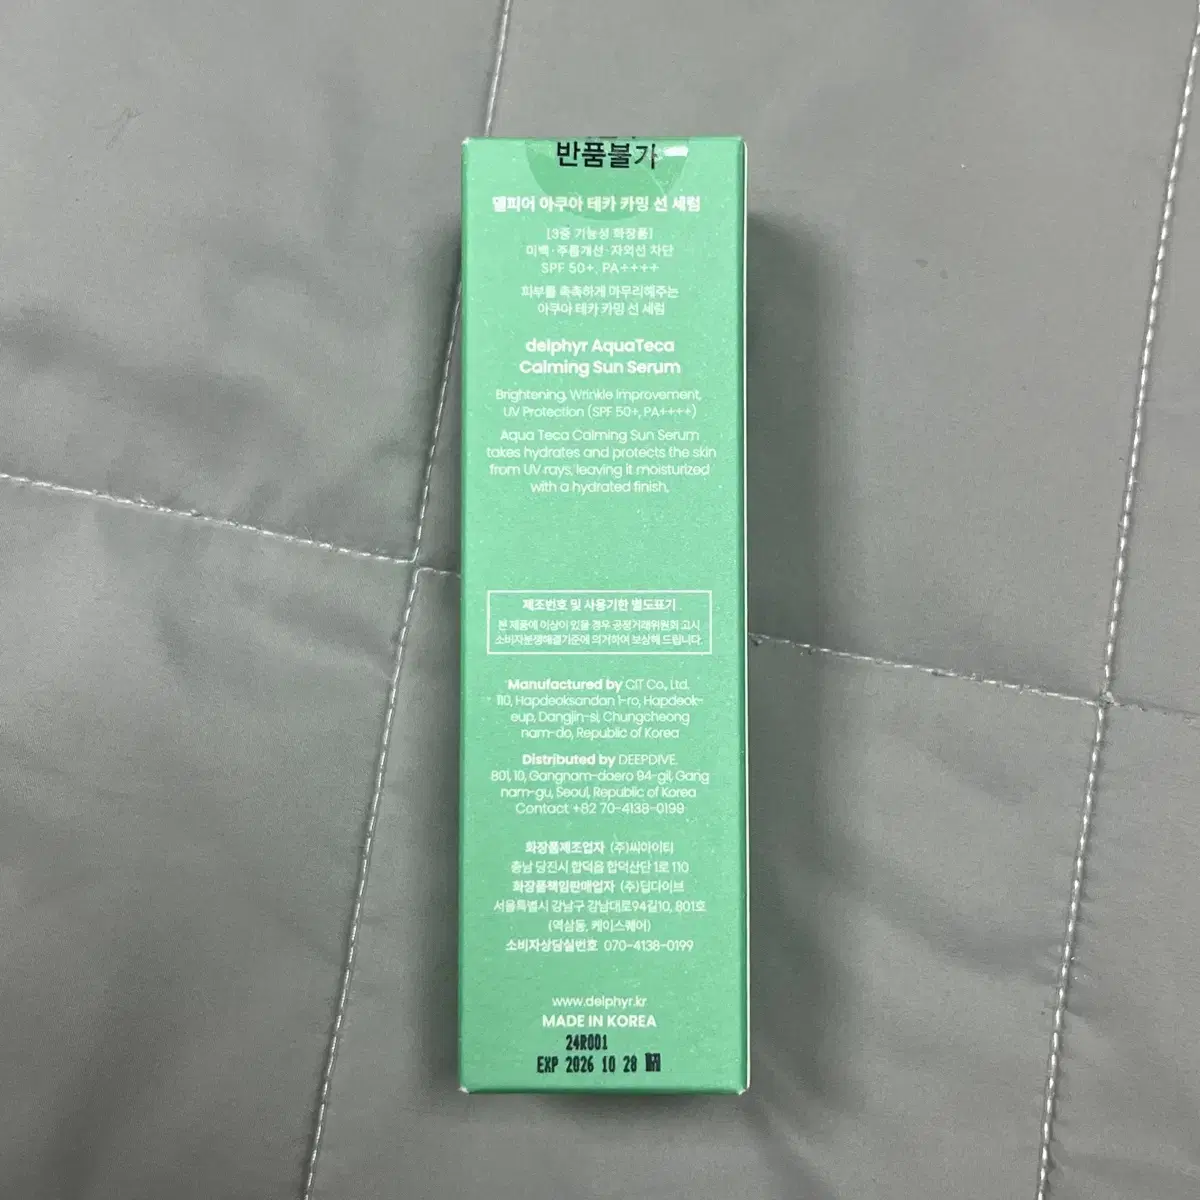 반품불가
델피어 아쿠아 테카 카밍 선 세럼
[3중 기능성 화장품]
미백·주름개선·자외선 차단
SPF 50+, PA++++
피부를 촉촉하게 마무리해주는
아쿠아 테카 카밍 선 세럼
delphyr AquaTeca
Calming Sun Serum
Brightening, Wrinkle Improvement,
UV Protection (SPF 50+, PA++++)
Aqua Teca Calming Sun Serum
takes hydrates and protects the skin
from UV rays, leaving it moisturized
with a hydrated finish.
제조번호 및 사용기한 별도표기
본 제품에 이상이 있을 경우 공정거래위원회 고시
소비자분쟁해결기준에 의거하여 보상해 드립니다.
Manufactured by CIT Co., Ltd.
110, Hapdeoksandan 1-ro, Hapdeok-
eup, Dangjin-si, Chungcheong
nam-do, Republic of Korea
Distributed by DEEPDIVE.
801, 10, Gangnam-daero 94-gil, Gang
nam-gu, Seoul, Republic of Korea
Contact +82 70-4138-0199
화장품제조업자 (주)씨아이티
충남 당진시 합덕읍 합덕산단 1로 110
화장품책임판매업자 (주)딥다이브
서울특별시 강남구 강남대로94길10, 801호
(역삼동, 케이스퀘어)
소비자상담실번호 070-4138-0199
www.delphyr.kr
MADE IN KOREA
24R001
EXP 2026 10 28